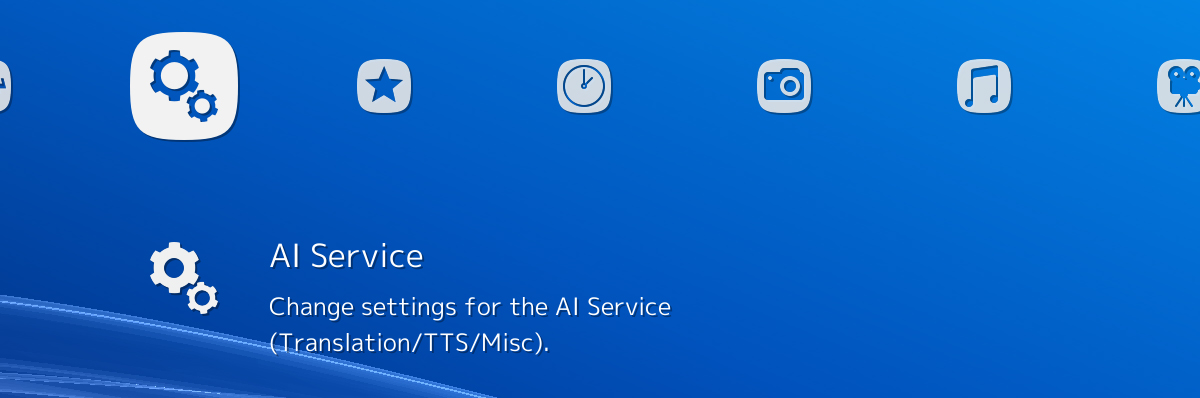 AI Service
Change settings for the AI Service
(Translation/TTS/Misc).